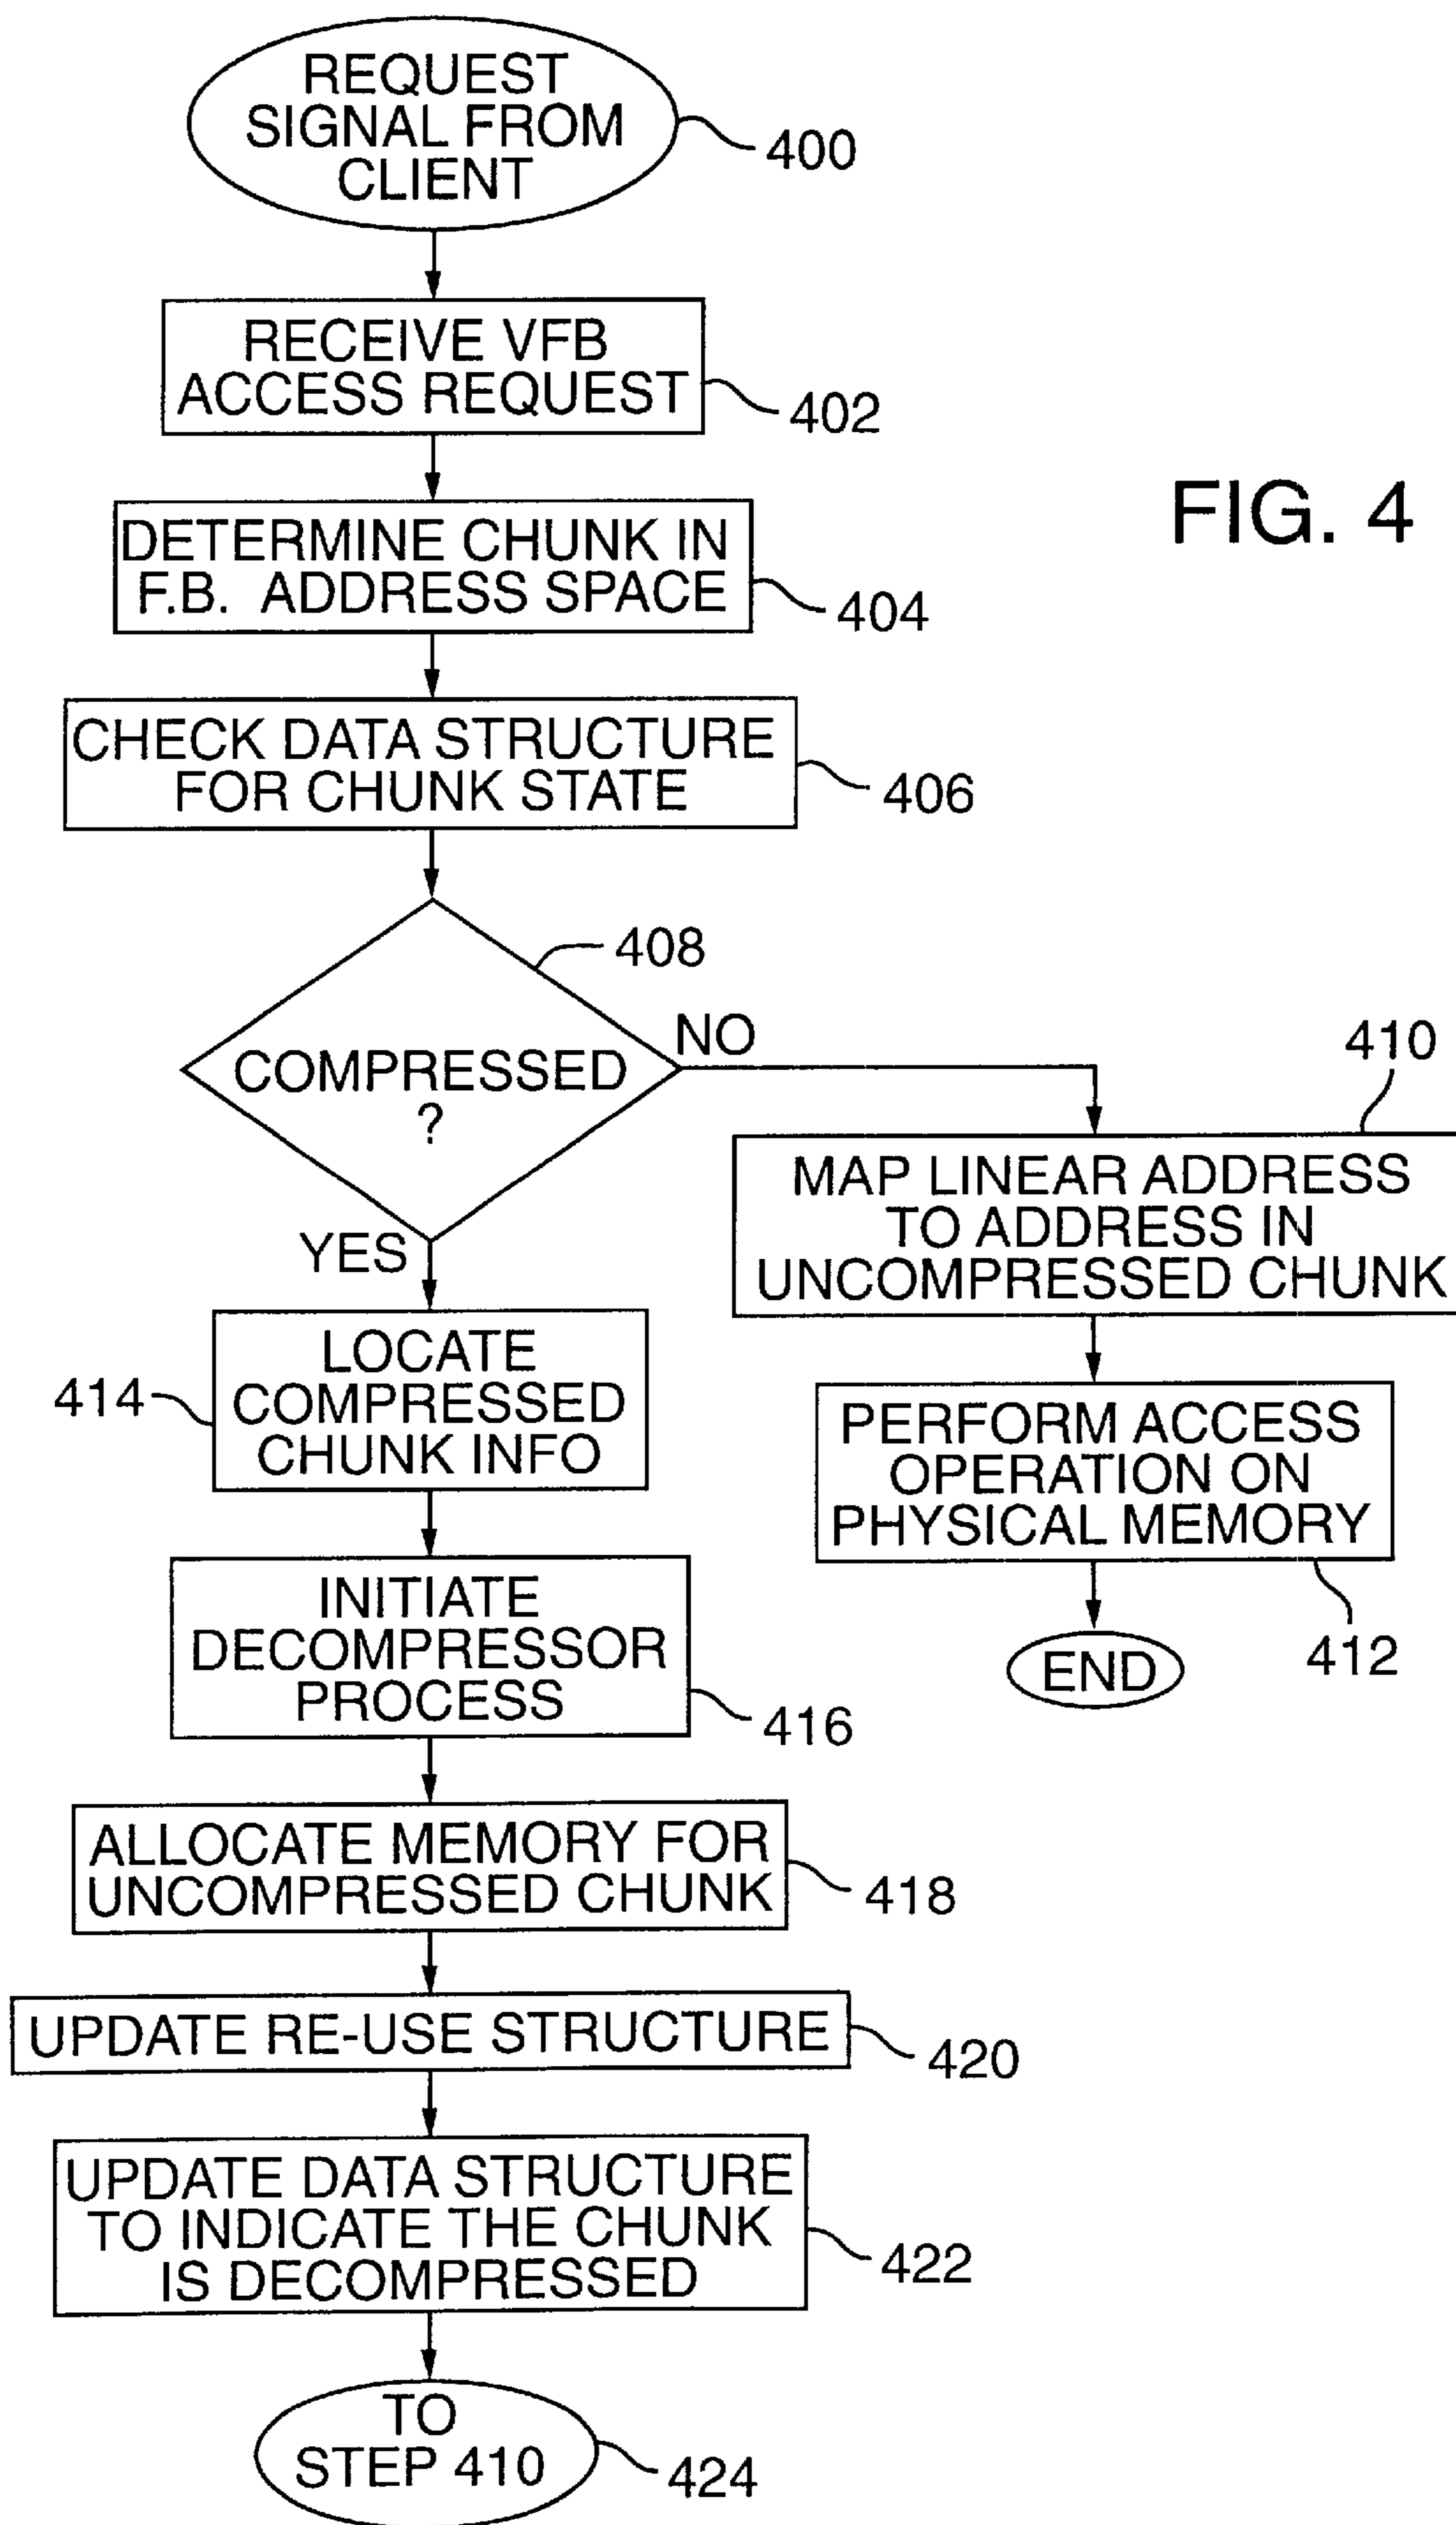 REQUEST
SIGNAL FROM
CLIENT
400
RECEIVE VFB
ACCESS REQUEST
402
FIG. 4
DETERMINE CHUNK IN
F.B. ADDRESS SPACE
404
CHECK DATA STRUCTURE
FOR CHUNK STATE
406
408
COMPRESSED
?
NO
YES
410
MAP LINEAR ADDRESS
TO ADDRESS IN
UNCOMPRESSED CHUNK
PERFORM ACCESS
OPERATION ON
PHYSICAL MEMORY
412
END
LOCATE
COMPRESSED
CHUNK INFO
414
INITIATE
DECOMPRESSOR
PROCESS
416
ALLOCATE MEMORY FOR
UNCOMPRESSED CHUNK
418
UPDATE RE-USE STRUCTURE
420
UPDATE DATA STRUCTURE
TO INDICATE THE CHUNK
IS DECOMPRESSED
422
TO
STEP 410
424